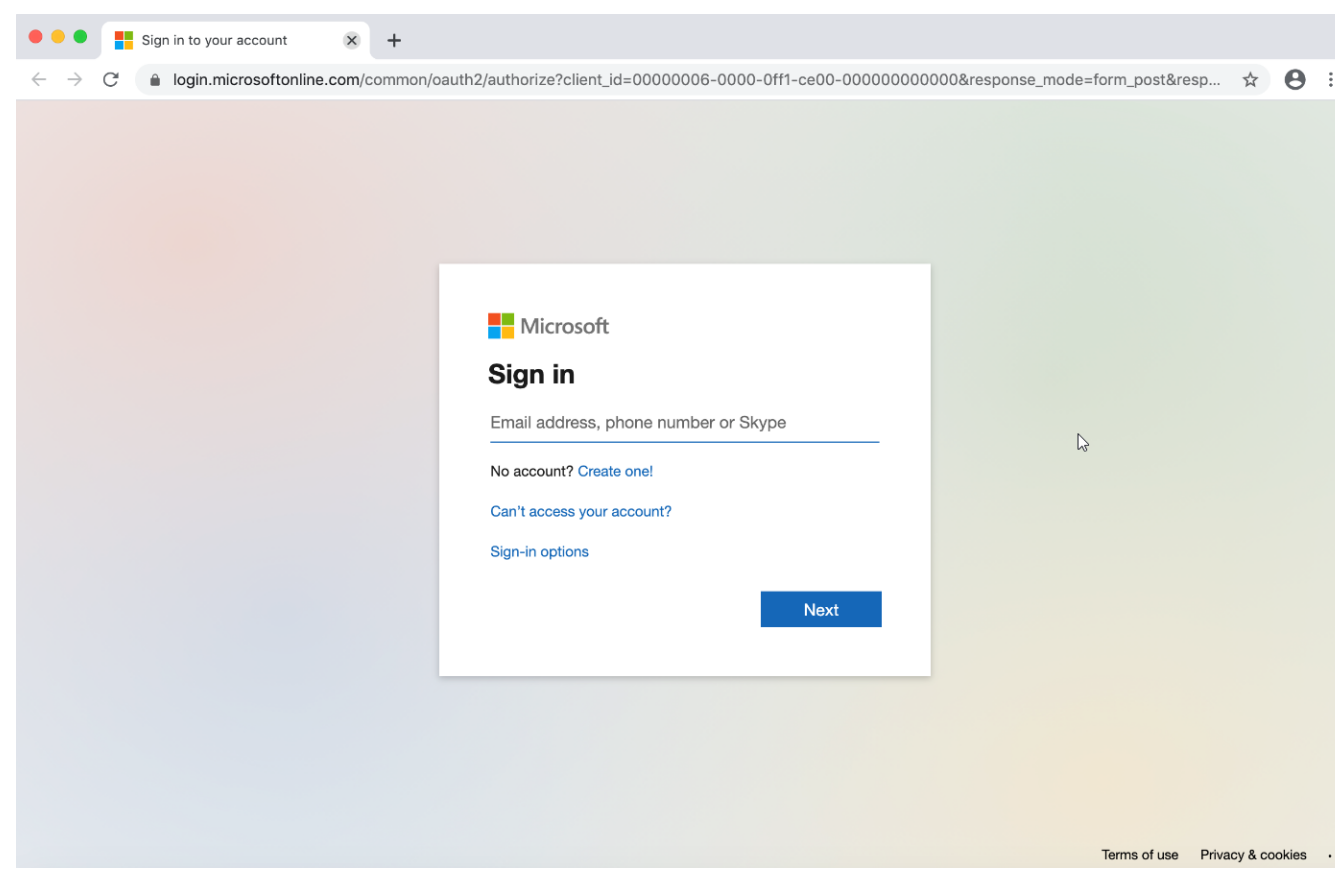 Sign in to your account
login.microsoftonline.com/common/oauth2/authorize?client_id=00000006-0000-0ff1-ce00-000000000000&response_mode=form_post&resp...
Microsoft
Sign in
Email address, phone number or Skype
No account? Create one!
Can't access your account?
Sign-in options
Next
Terms of use Privacy & cookies